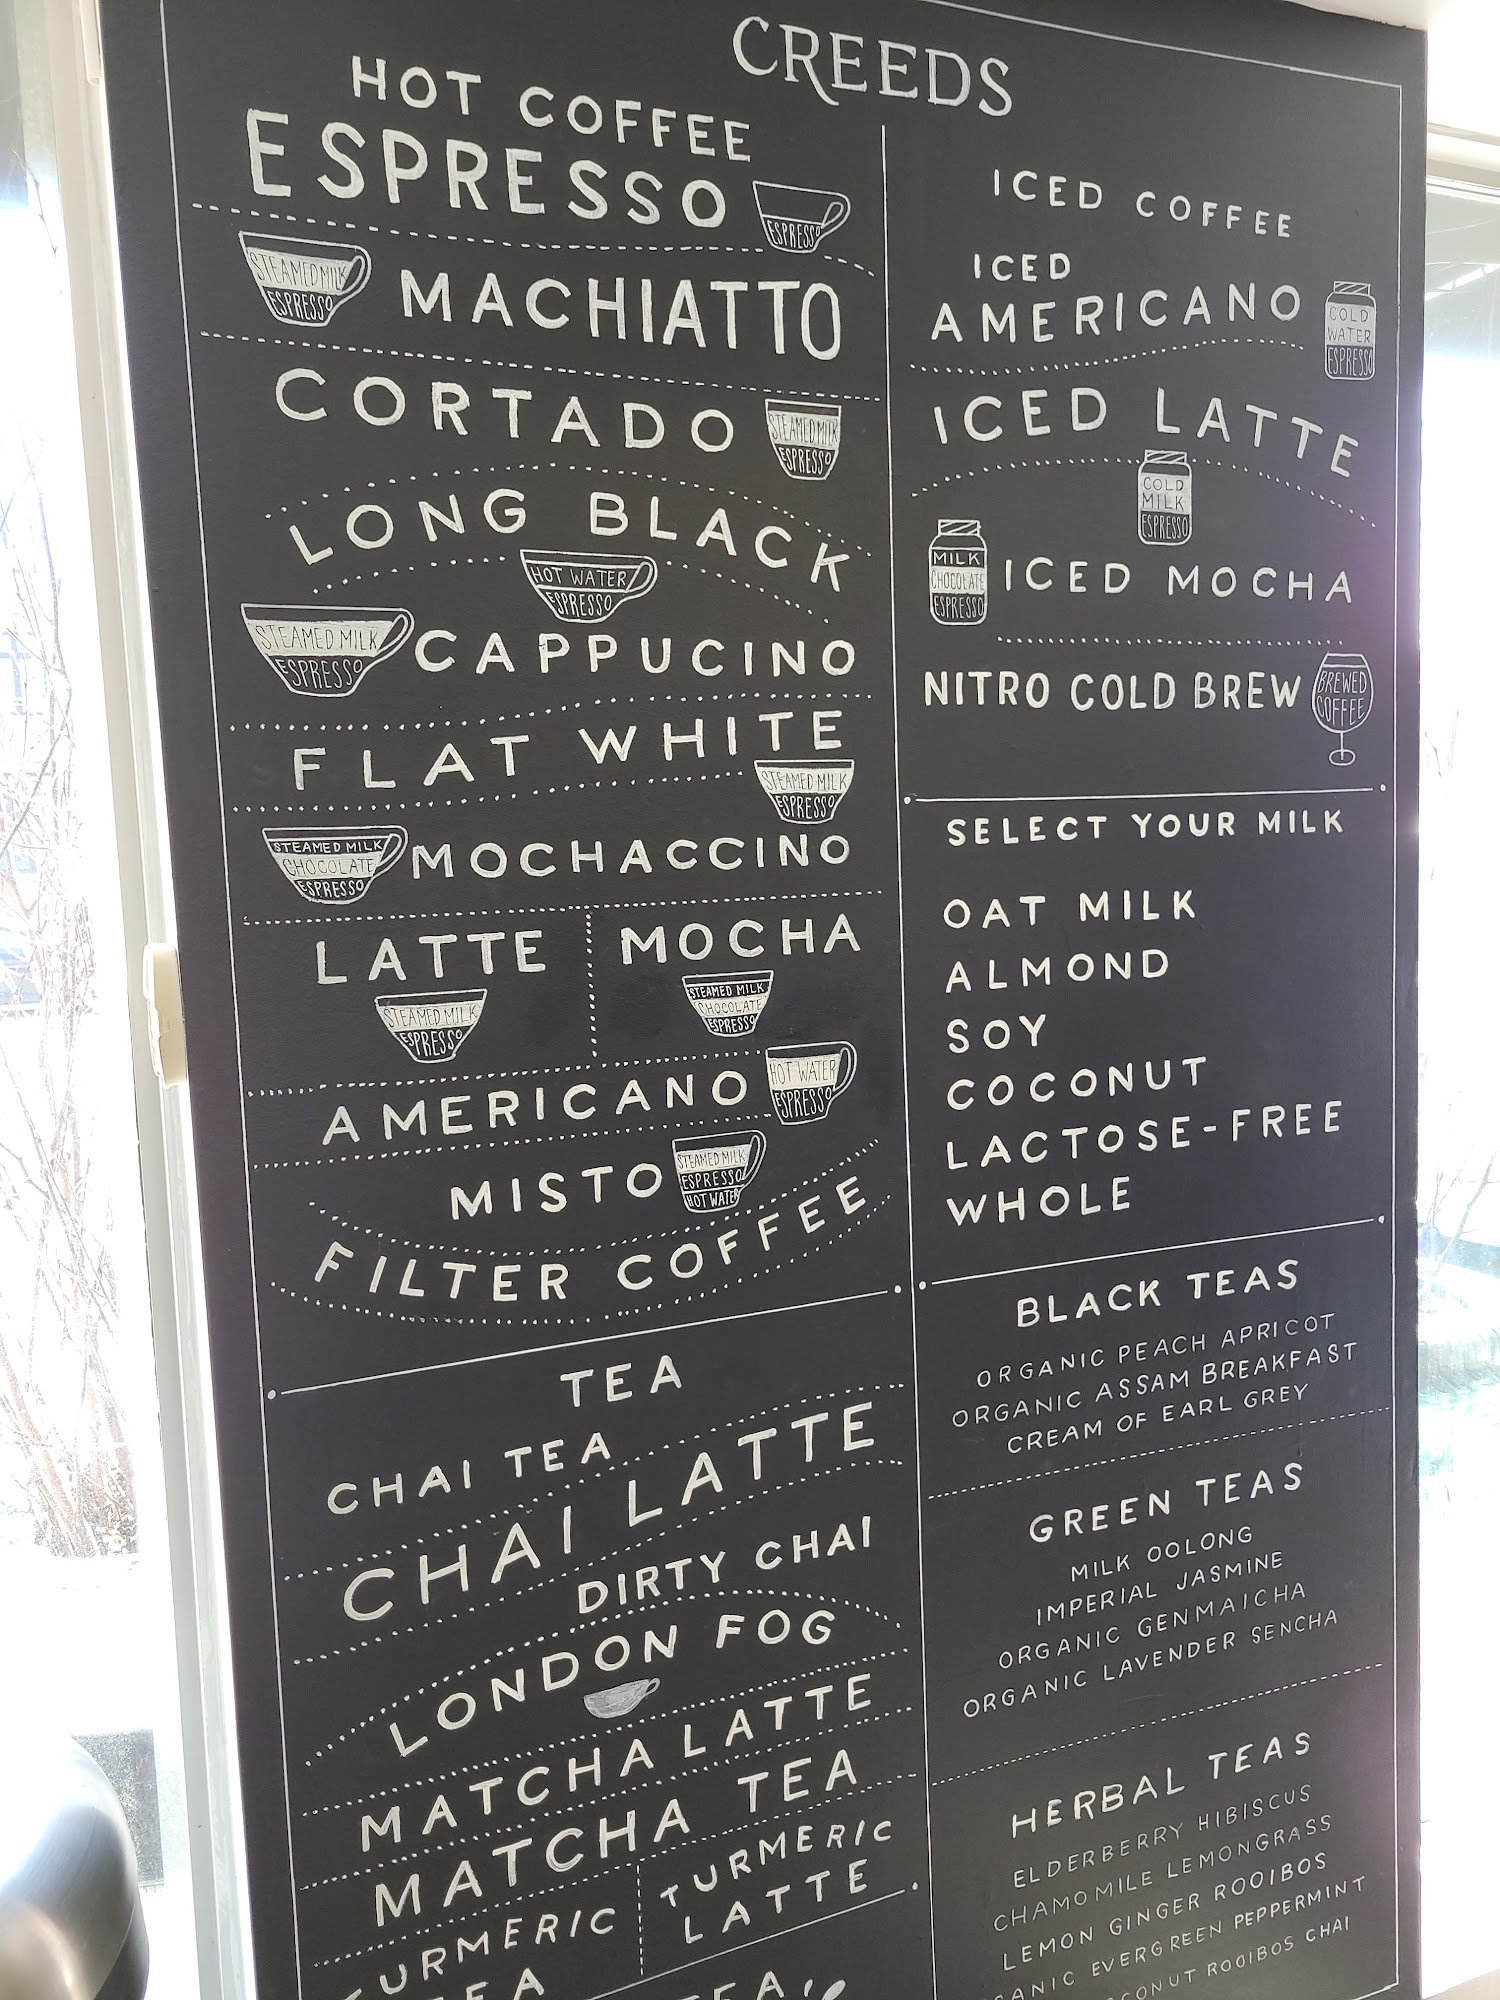 CREEDS
HOT COFFEE
ESPRESSO
ESPRESSO
STEAMED MILK
ESPRESSO
MACHIATTO
CORTADO
STEAMED MILK
ESPRESSO
LONG BLACK
HOT WATER
ESPRESSO
STEAMED MILK
ESPRESSO
CAPPUCINO
FLAT WHITE
STEAMED MILK
ESPRESSO
STEAMED MILK
CHOCOLATE
ESPRESSO
MOCHACCINO
LATTE
STEAMED MILK
ESPRESSO
MOCHA
STEAMED MILK
CHOCOLATE
ESPRESSO
AMERICANO
HOT WATER
ESPRESSO
MISTO
STEAMED MILK
ESPRESSO
HOT WATER
FILTER COFFEE
TEA
CHAI TEA
CHAI LATTE
DIRTY CHAI
LONDON FOG
MATCHA LATTE
MATCHA TEA
TURMERIC
TEA
TURMERIC
LATTE
ICED COFFEE
ICED
AMERICANO
COLD
WATER
ESPRESSO
ICED LATTE
COLD
MILK
ESPRESSO
MILK
CHOCOLATE
ESPRESSO
ICED MOCHA
NITRO COLD BREW
BREWED
COFFEE
SELECT YOUR MILK
OAT MILK
ALMOND
SOY
COCONUT
LACTOSE-FREE
WHOLE
BLACK TEAS
ORGANIC PEACH APRICOT
ORGANIC ASSAM BREAKFAST
CREAM OF EARL GREY
GREEN TEAS
MILK OOLONG
IMPERIAL JASMINE
ORGANIC GENMAICHA
ORGANIC LAVENDER SENCHA
HERBAL TEAS
ELDERBERRY HIBISCUS
CHAMOMILE LEMONGRASS
LEMON GINGER ROOIBOS
EVERGREEN PEPPERMINT
ROOIBOS CHAI